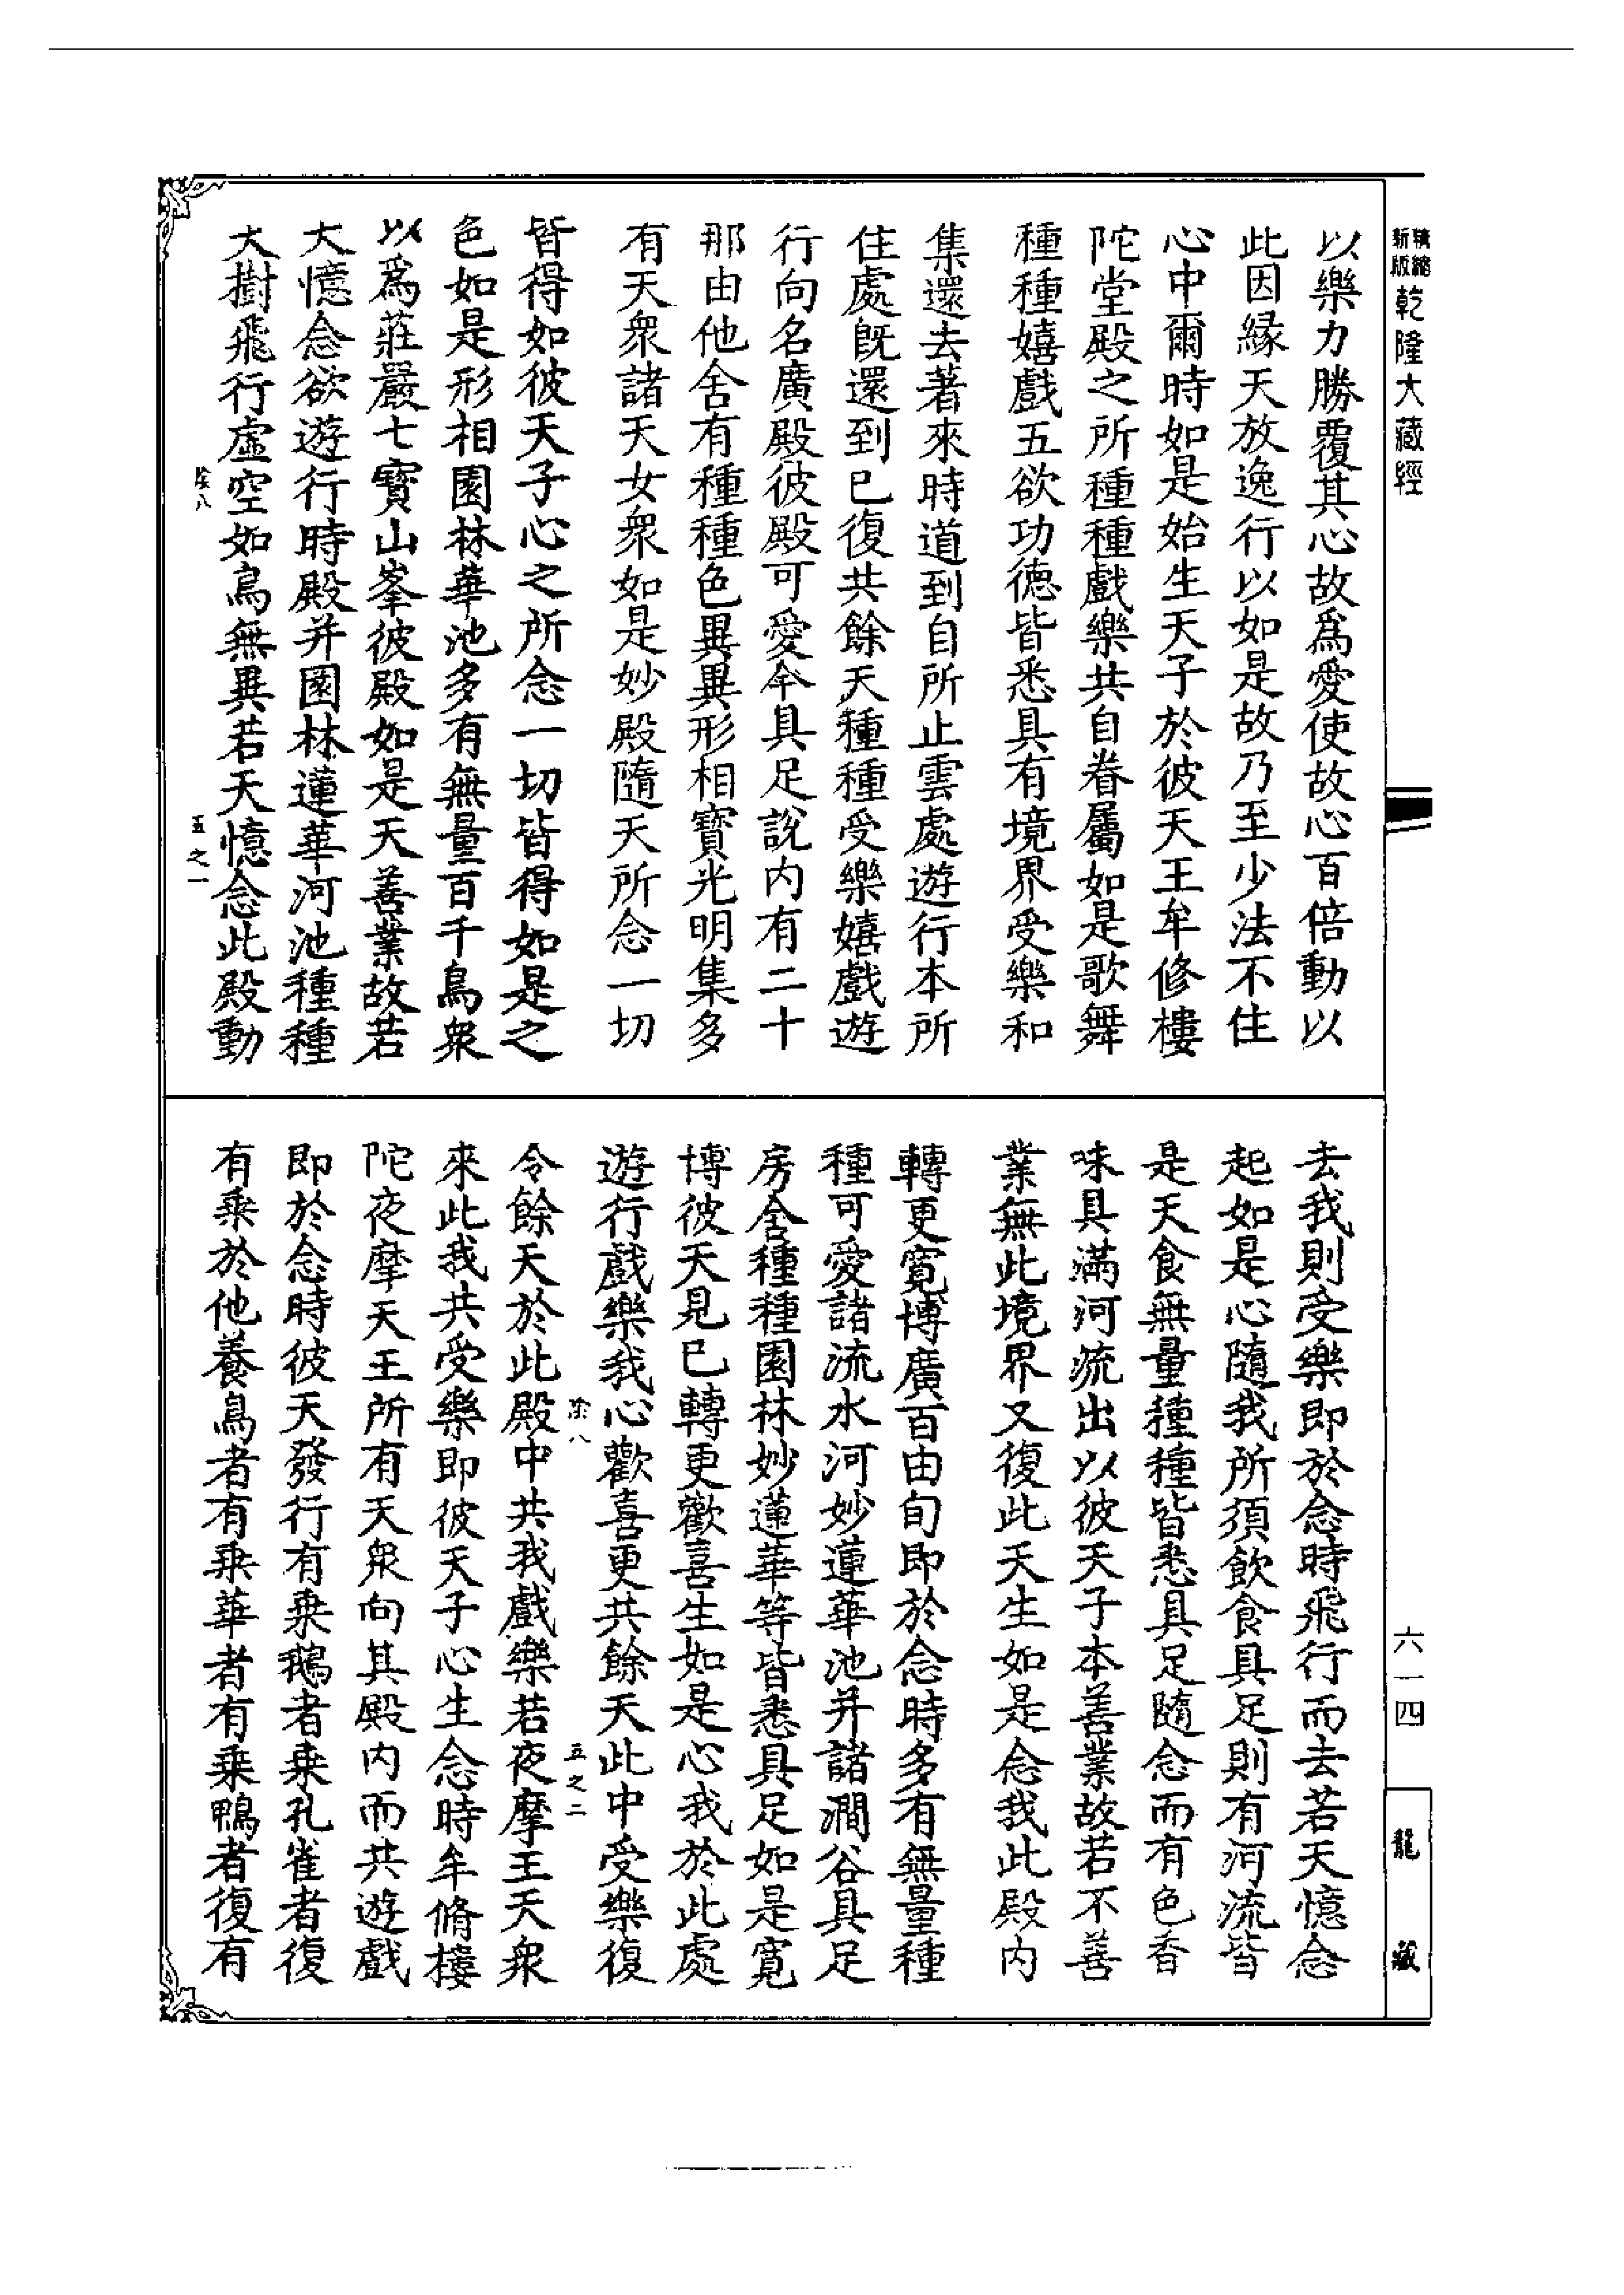 新版精縮乾隆大藏經
以樂力勝覆其心故爲愛使故心百倍動以
此因緣天放逸行以如是故乃至少法不住
心中爾時如是始生天子於彼天王牟修樓
陀堂殿之所種種戲樂共自眷屬如是歌舞
種種嬉戲五欲功德皆悉具有境界受樂和
集還去著來時道到自所止雲處遊行本所
住處旣還到已復共餘天種種受樂嬉戲遊
行向名廣殿彼殿可愛今具足說内有二十
那由他舍有種種色異異形相寶光明集多
有天衆諸天女衆如是妙殿隨天所念一切
皆得如彼天子心之所念一切皆得如是之
色如是形相園林華池多有無量百千鳥衆
以爲莊嚴七寶山峯彼殿如是天善業故若
大憶念欲遊行時殿并園林蓮華河池種種
大樹飛行虛空如鳥無異若天憶念此殿動
五之一
去我則受樂即於念時飛行而去若天憶念
起如是心隨我所須飲食具足則有河流皆
是天食無量種種皆悉具足隨念而有色香
味具滿河流出以彼天子本善業故若不善
業無此境界又復此天生如是念我此殿内
轉更寬博廣百由旬即於念時多有無量種
種可愛諸流水河妙蓮華池并諸澗谷具足
房舍種種園林妙蓮華等皆悉具足如是寬
博彼天見已轉更歡喜生如是心我於此處
遊行戲樂我心歡喜更共餘天此中受樂復
五之二
令餘天於此殿中共我戲樂若夜摩王天衆
來此我共受樂即彼天子心生念時牟脩樓
陀夜摩天王所有天衆向其殿内而共遊戲
即於念時彼天發行有乘鵝者乘孔雀者復
有乘於他養鳥者有乘華者有乘鴨者復有
六一四
龍藏